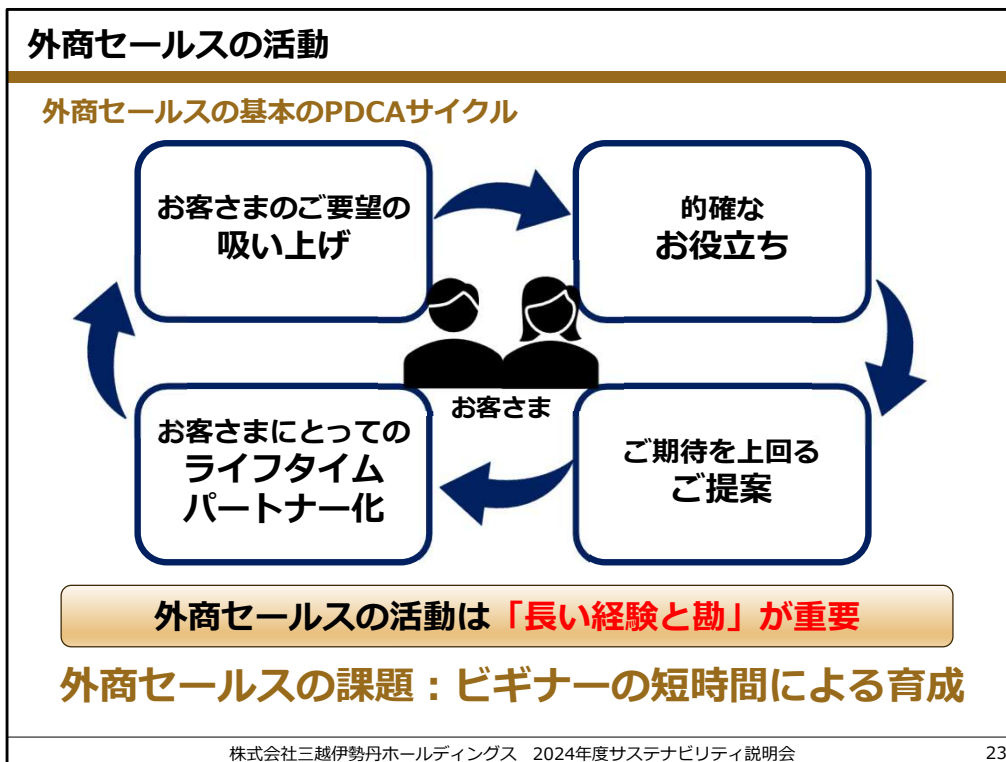 外商セールスの活動
外商セールスの基本のPDCAサイクル
お客さまのご要望の
吸い上げ
的確な
お役立ち
お客さま
お客さまにとっての
ライフタイム
パートナー化
ご期待を上回る
ご提案
外商セールスの活動は「長い経験と勘」が重要
外商セールスの課題：ビギナーの短時間による育成
株式会社三越伊勢丹ホールディングス 2024年度サステナビリティ説明会
23